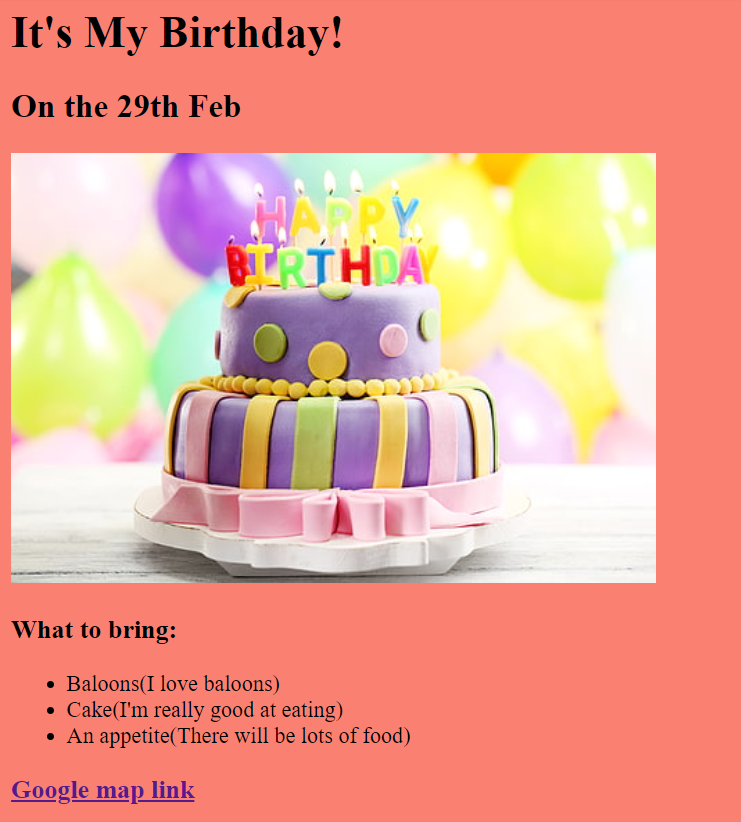 It's My Birthday!
On the 29th Feb
HAPPY
BIRTHDAY
What to bring:
Baloons(I love baloons)
Cake(I'm really good at eating)
An appetite(There will be lots of food)
Google map link